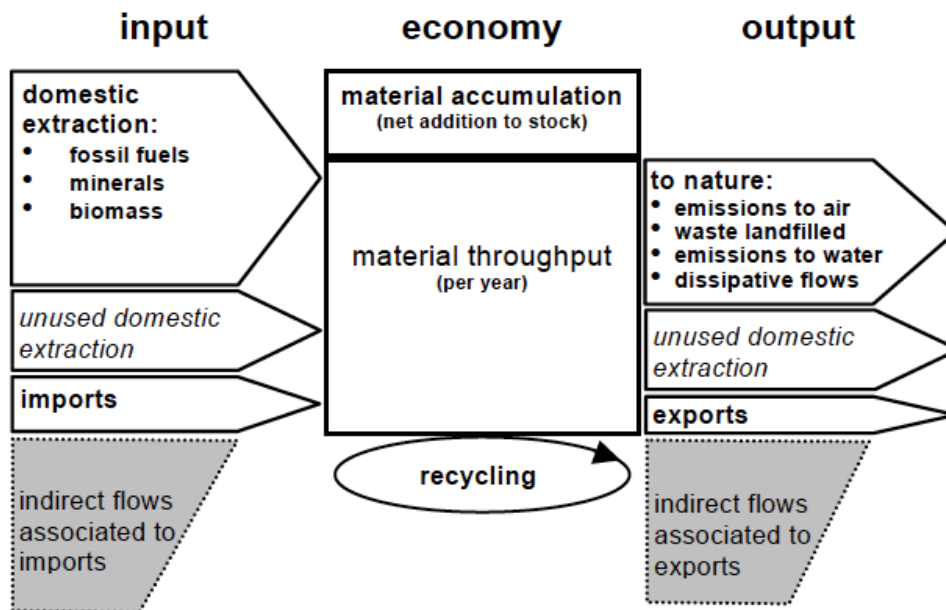 input
economy
output
domestic
extraction:
• fossil fuels
• minerals
• biomass
unused domestic
extraction
imports
indirect flows
associated to
imports
material accumulation
(net addition to stock)
material throughput
(per year)
recycling
to nature:
• emissions to air
• waste landfilled
• emissions to water
• dissipative flows
unused domestic
extraction
exports
indirect flows
associated to
exports